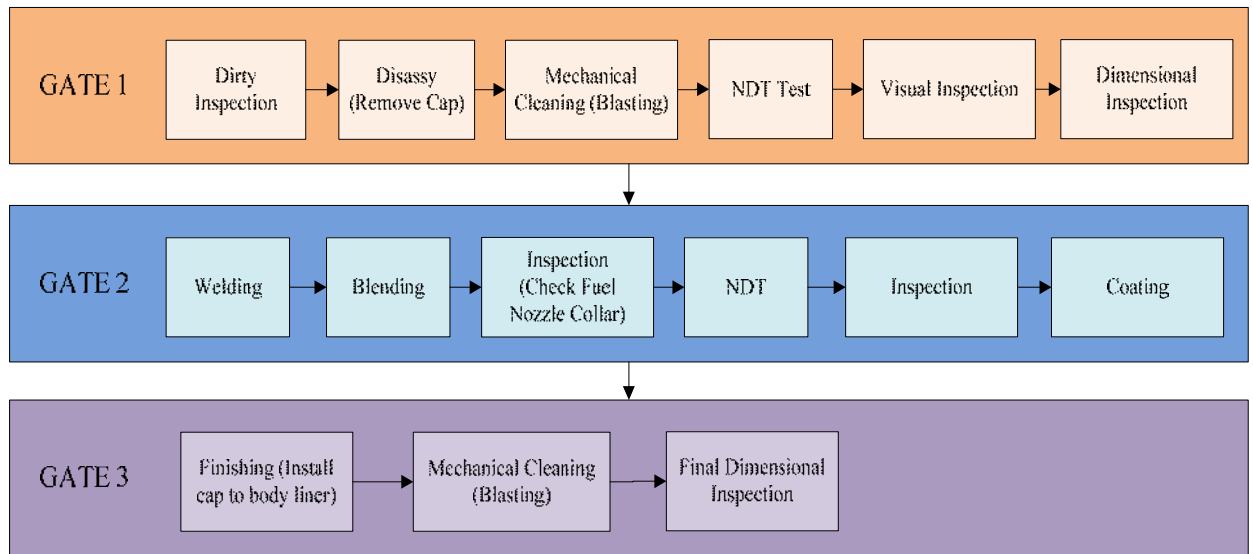 GATE 1
Dirty
Inspection
Disassy
(Remove Cap)
Mechanical
Cleaning (Blasting)
NDT Test
Visual Inspection
Dimensional
Inspection
GATE 2
Welding
Blending
Inspection
(Check Fuel
Nozzle Collar)
NDT
Inspection
Coating
GATE 3
Finishing (Install
cap to body liner)
Mechanical Cleaning
(Blasting)
Final Dimensional
Inspection